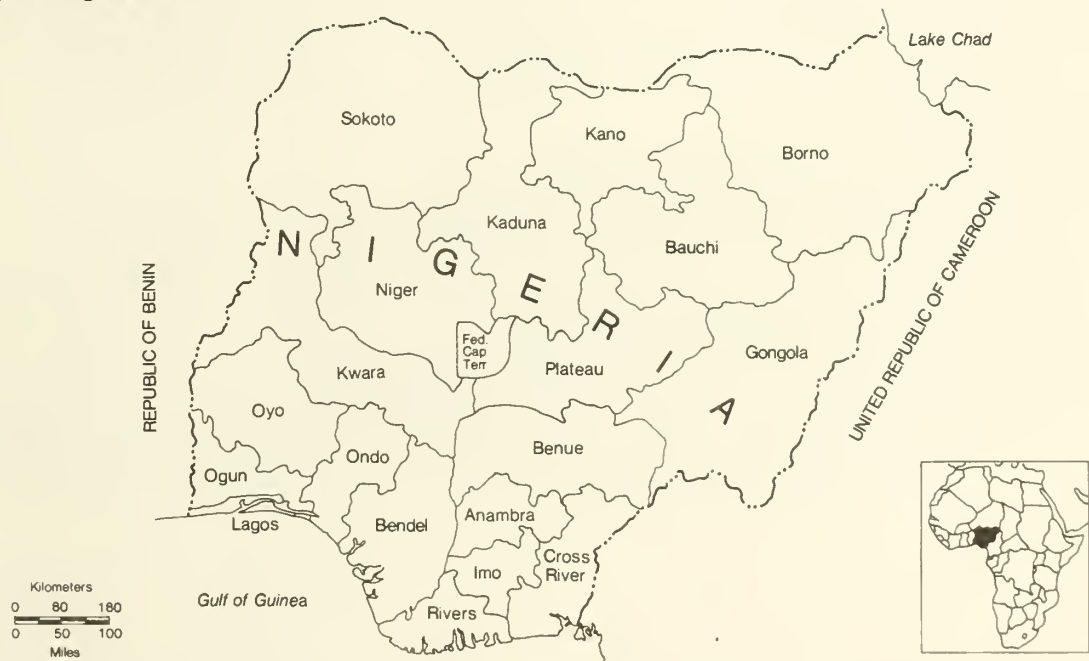 Lake Chad
Sokoto
Kano
Borno
Kaduna
Bauchi
NIGERIA
Niger
REPUBLIC OF BENIN
UNITED REPUBLIC OF CAMEROON
Fed.
Cap
Terr
Gongola
Plateau
Kwara
Oyo
Benue
Ondo
Ogun
Anambra
Lagos
Bendel
Cross
River
Imo
Kilometers
0 80 180
0 50 100
Miles
Gulf of Guinea
Rivers